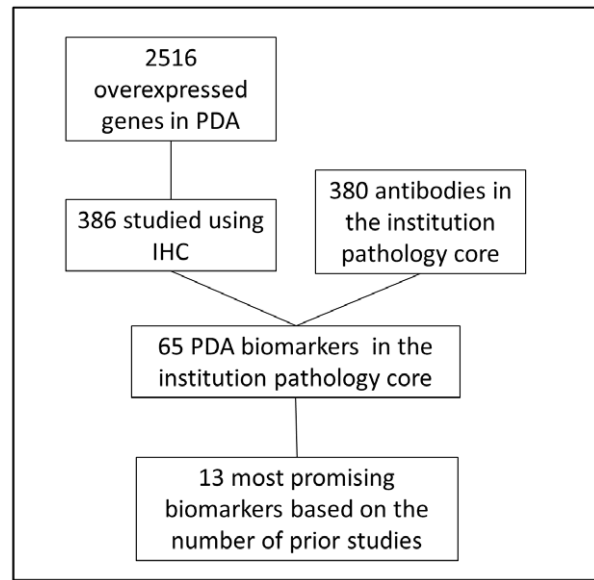 2516
overexpressed
genes in PDA
386 studied using
IHC
380 antibodies in
the institution
pathology core
65 PDA biomarkers in the
institution pathology core
13 most promising
biomarkers based on the
number of prior studies